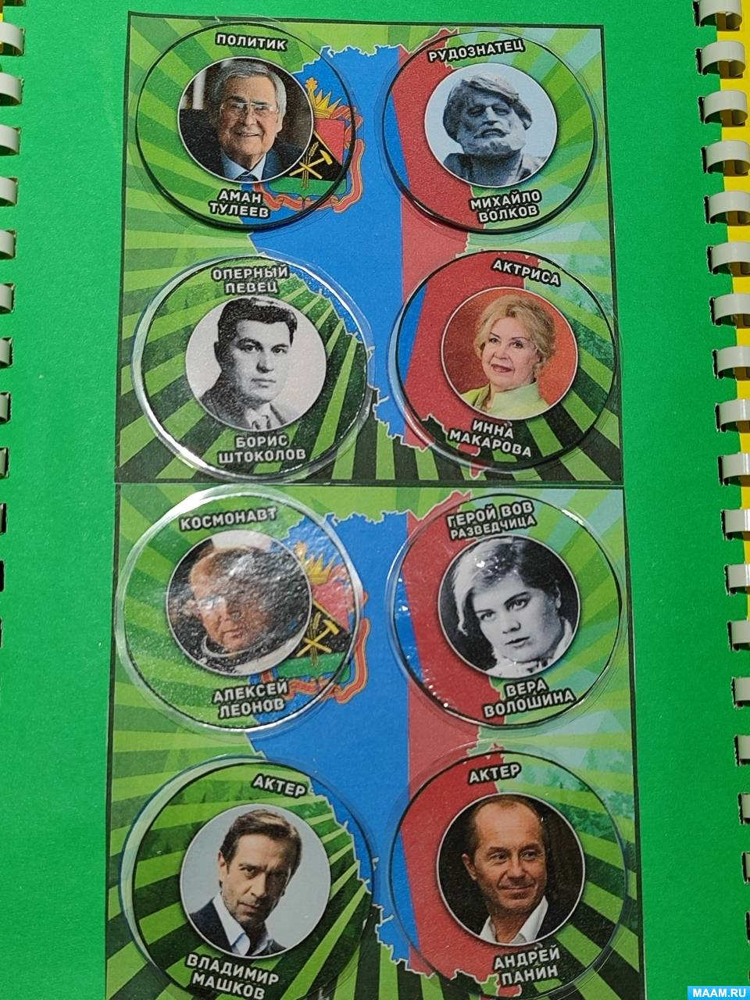 ПОЛИТИК
АМАН
ТУЛЕЕВ
РУДОЗНАТЕЦ
МИХАЙЛО
ВОЛКОВ
ОПЕРНЫЙ
ПЕВЕЦ
БОРИС
ШТОКОЛОВ
АКТРИСА
ИННА
МАКАРОВА
КОСМОНАВТ
АЛЕКСЕЙ
ЛЕОНОВ
ГЕРОЙ ВОВ
РАЗВЕДЧИЦА
ВЕРА
ВОЛОШИНА
АКТЕР
ВЛАДИМИР
МАШКОВ
АКТЕР
АНДРЕЙ
ПАНИН
MAAM.RU